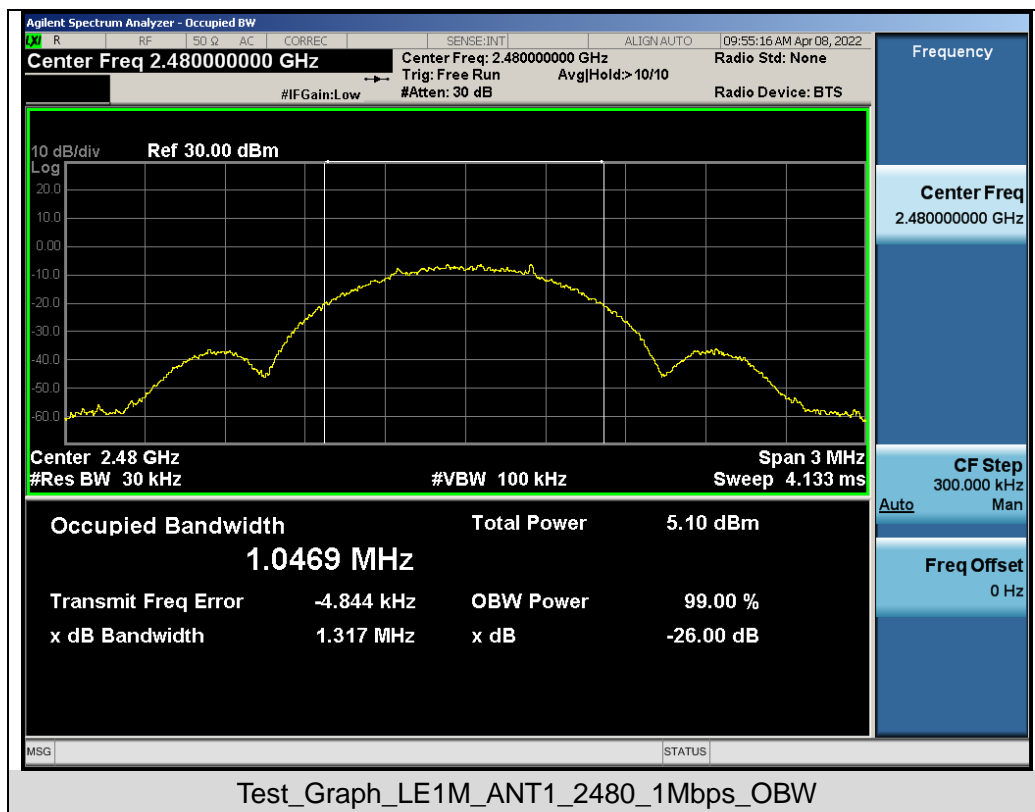 Agilent Spectrum Analyzer - Occupied BW
LXI R RF 50 Ω AC CORREC SENSE:INT ALIGN AUTO 09:55:16 AM Apr 08, 2022
Center Freq 2.480000000 GHz
Center Freq: 2.480000000 GHz
Radio Std: None
Trig: Free Run Avg|Hold:> 10/10
#IFGain:Low
#Atten: 30 dB
Radio Device: BTS
10 dB/div Ref 30.00 dBm
Log
20.0
10.0
0.00
-10.0
-20.0
-30.0
-40.0
-50.0
-60.0
Center 2.48 GHz
Span 3 MHz
#Res BW 30 kHz
#VBW 100 kHz
Sweep 4.133 ms
Occupied Bandwidth
Total Power 5.10 dBm
1.0469 MHz
Transmit Freq Error -4.844 kHz
OBW Power 99.00 %
x dB Bandwidth 1.317 MHz
x dB -26.00 dB
MSG
STATUS
Frequency
Center Freq
2.480000000 GHz
CF Step
300.000 kHz
Auto Man
Freq Offset
0 Hz
Test_Graph_LE1M_ANT1_2480_1Mbps_OBW